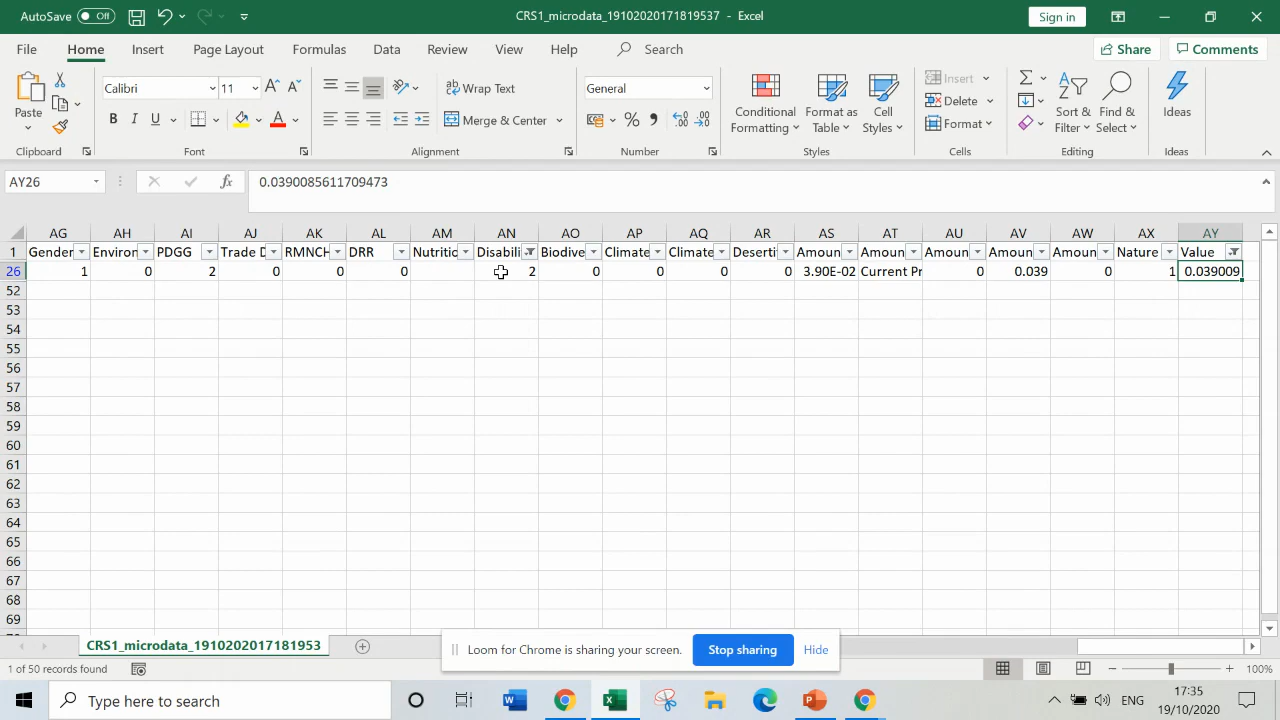 AutoSave Off CRS1_microdata_19102020171819537 - Excel Sign in
File Home Insert Page Layout Formulas Data Review View Help Search Share Comments
Paste Calibri 11 A A Wrap Text General Conditional Formatting Format as Table Cell Styles Insert Delete Format Sort & Filter Find & Select Ideas
B I U A Merge & Center % ,
Clipboard Font Alignment Number Styles Cells Editing Ideas
AY26 fx 0.0390085611709473
AG AH AI AJ AK AL AM AN AO AP AQ AR AS AT AU AV AW AX AY
1 Gender Environ PDGG Trade D RMNCH DRR Nutritic Disabili Biodive Climate Climate Deserti Amoun Amoun Amoun Amoun Amoun Nature Value
26 1 0 2 0 0 0 2 0 0 0 0 3.90E-02 Current Pr 0 0.039 0 1 0.039009
52
53
54
55
56
57
58
59
60
61
62
63
64
65
66
67
68
69
CRS1_microdata_1910202017181953
Loom for Chrome is sharing your screen. Stop sharing Hide
1 of 50 records found 100%
Type here to search ENG 17:35
19/10/2020